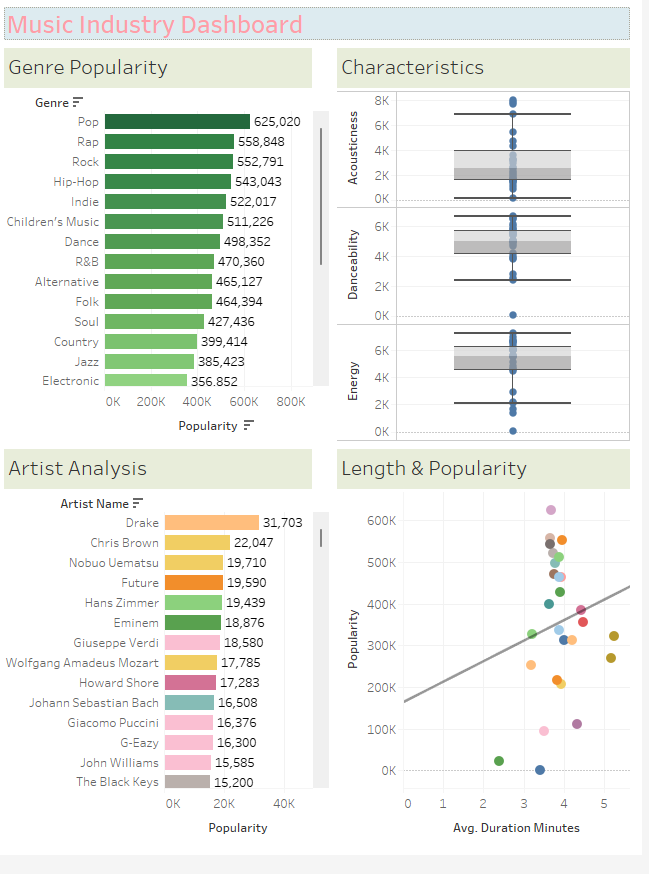 Music Industry Dashboard
Genre Popularity
Genre
Pop 625,020
Rap 558,848
Rock 552,791
Hip-Hop 543,043
Indie 522,017
Children's Music 511,226
Dance 498,352
R&B 470,360
Alternative 465,127
Folk 464,394
Soul 427,436
Country 399,414
Jazz 385,423
Electronic 356,852
0K 200K 400K 600K 800K
Popularity
Characteristics
Acousticness
8K
6K
4K
2K
0K
Danceability
6K
4K
2K
0K
Energy
6K
4K
2K
0K
Artist Analysis
Artist Name
Drake 31,703
Chris Brown 22,047
Nobuo Uematsu 19,710
Future 19,590
Hans Zimmer 19,439
Eminem 18,876
Giuseppe Verdi 18,580
Wolfgang Amadeus Mozart 17,785
Howard Shore 17,283
Johann Sebastian Bach 16,508
Giacomo Puccini 16,376
G-Eazy 16,300
John Williams 15,585
The Black Keys 15,200
0K 20K 40K
Popularity
Length & Popularity
Popularity
600K
500K
400K
300K
200K
100K
0K
0 1 2 3 4 5
Avg. Duration Minutes